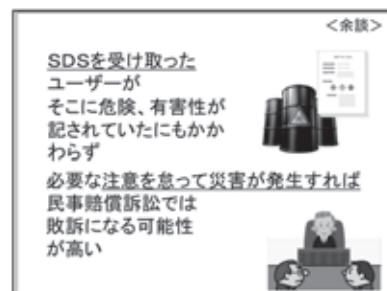 <余談>
SDSを受け取った
ユーザーが
そこに危険、有害性が
記されていたにもかか
わらず
必要な注意を怠って災害が発生すれば
民事賠償訴訟では
敗訴になる可能性
が高い